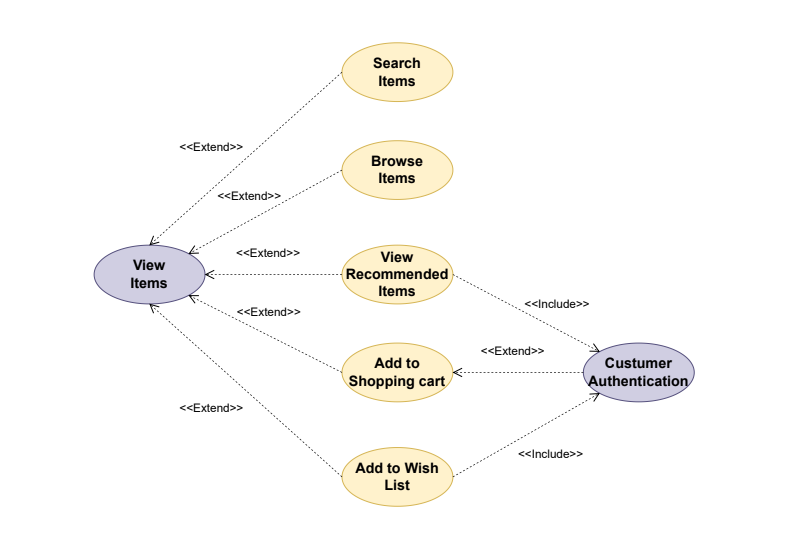 Search
Items
<<Extend>>
Browse
Items
<<Extend>>
View
Items
<<Extend>>
View
Recommended
Items
<<Include>>
<<Extend>>
Add to
Shopping cart
<<Extend>>
Custumer
Authentication
<<Extend>>
Add to Wish
List
<<Include>>